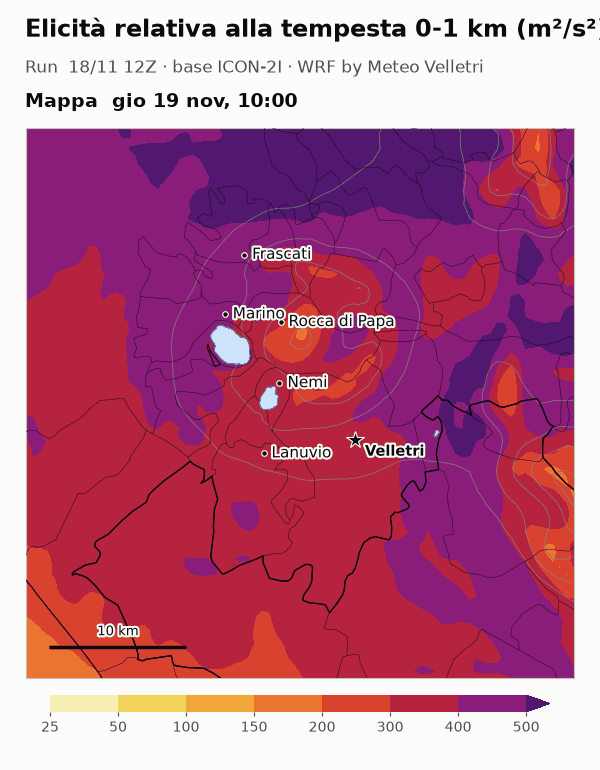 Elicità relativa alla tempesta 0-1 km (m²/s²)
Run 18/11 12Z · base ICON-2I · WRF by Meteo Velletri
Mappa gio 19 nov, 10:00
Frascati
Marino
Rocca di Papa
Nemi
Velletri
Lanuvio
10 km
25 50 100 150 200 300 400 500